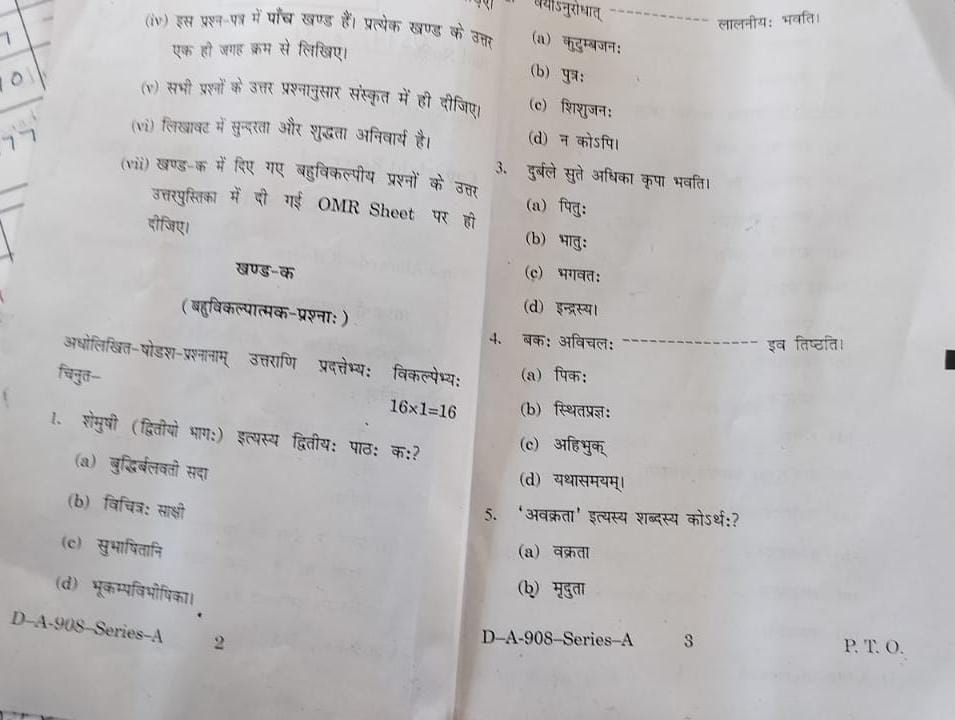 (iv) इस प्रश्न-पत्र में पाँच खण्ड हैं। प्रत्येक खण्ड के उत्तर
एक ही जगह क्रम से लिखिए।
(v) सभी प्रश्नों के उत्तर प्रश्नानुसार संस्कृत में ही दीजिए।
(vi) लिखावट में सुन्दरता और शुद्धता अनिवार्य है।
(vii) खण्ड-क में दिए गए बहुविकल्पीय प्रश्नों के उत्तर
उत्तरपुस्तिका में दी गई OMR Sheet पर ही
दीजिए।
खण्ड-क
(बहुविकल्पात्मक-प्रश्ना:)
अधोलिखित-षोडश-प्रश्नानाम् उत्तराणि प्रदत्तेभ्य: विकल्पेभ्य:
चिनुत–
16×1=16
1. शेमुषी (द्वितीयो भाग:) इत्यस्य द्वितीय: पाठ: क:?
(a) बुद्धिर्बलवती सदा
(b) विचित्र: साक्षी
(c) सुभाषितानि
(d) भूकम्पविभीषिका।
D–A-908–Series–A 2
वयोऽनुरोधात् -------------- लालनीय: भवति।
(a) कुटुम्बजन:
(b) पुत्र:
(c) शिशुजन:
(d) न कोऽपि।
3. दुर्बले सुते अधिका कृपा भवति।
(a) पितु:
(b) भातु:
(c) भगवत:
(d) इन्द्रस्य।
4. बक: अविचल: ---------------- इव तिष्ठति।
(a) पिक:
(b) स्थितप्रज्ञ:
(c) अहिभुक्
(d) यथासमयम्।
5. 'अवक्रता' इत्यस्य शब्दस्य कोऽर्थ:?
(a) वक्रता
(b) मृदुता
D–A-908–Series–A 3 P. T. O.